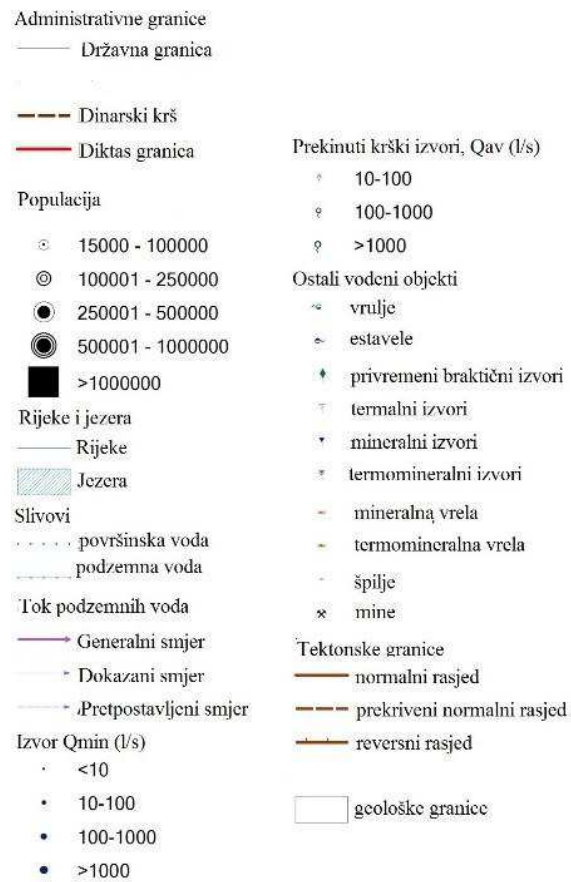 Administrativne granice
Državna granica
Dinarski krš
Diktas granica
Populacija
15000 - 100000
100001 - 250000
250001 - 500000
500001 - 1000000
>1000000
Rijeke i jezera
Rijeke
Jezera
Slivovi
površinska voda
podzemna voda
Tok podzemnih voda
Generalni smjer
Dokazani smjer
Pretpostavljeni smjer
Izvor Qmin (l/s)
<10
10-100
100-1000
>1000
Prekinuti krški izvori, Qav (l/s)
10-100
100-1000
>1000
Ostali vodeni objekti
vrulje
estavele
privremeni braktični izvori
termalni izvori
mineralni izvori
termomineralni izvori
mineralna vrela
termomineralna vrela
špilje
mine
Tektonske granice
normalni rasjed
prekriveni normalni rasjed
reversni rasjed
geološke granice